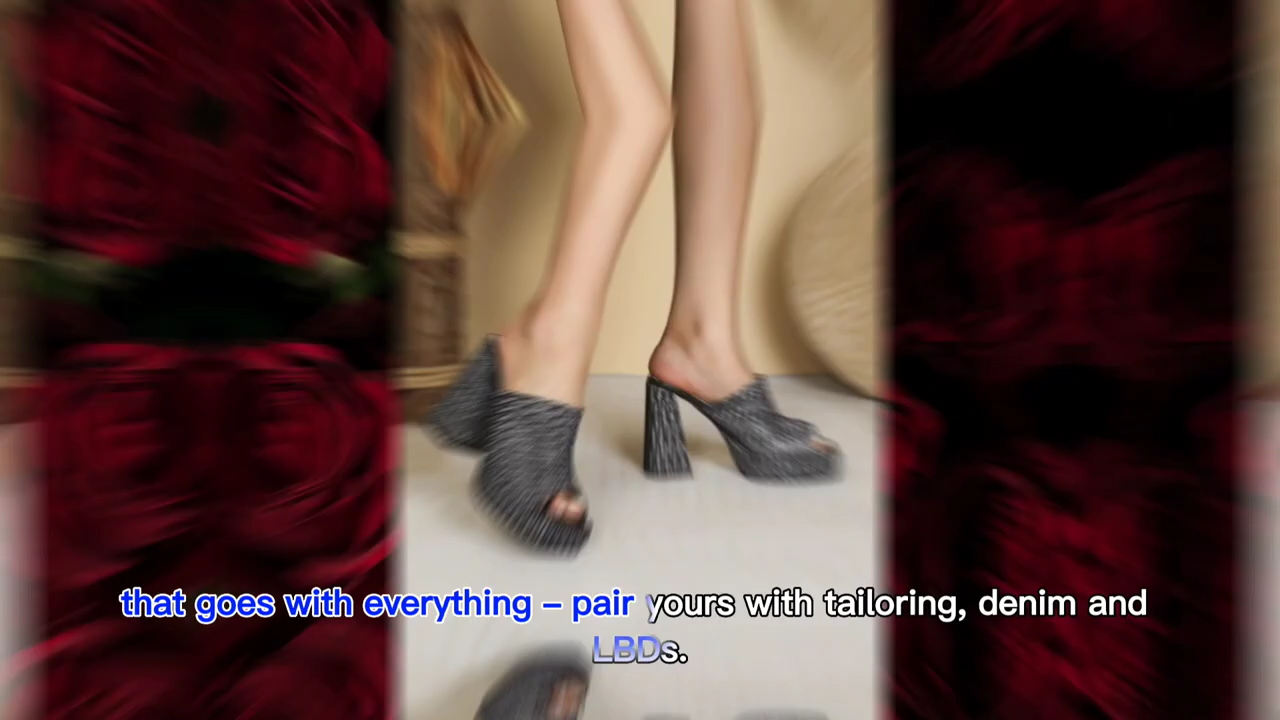 that goes with everything – pair yours with tailoring, denim and
LBDs.